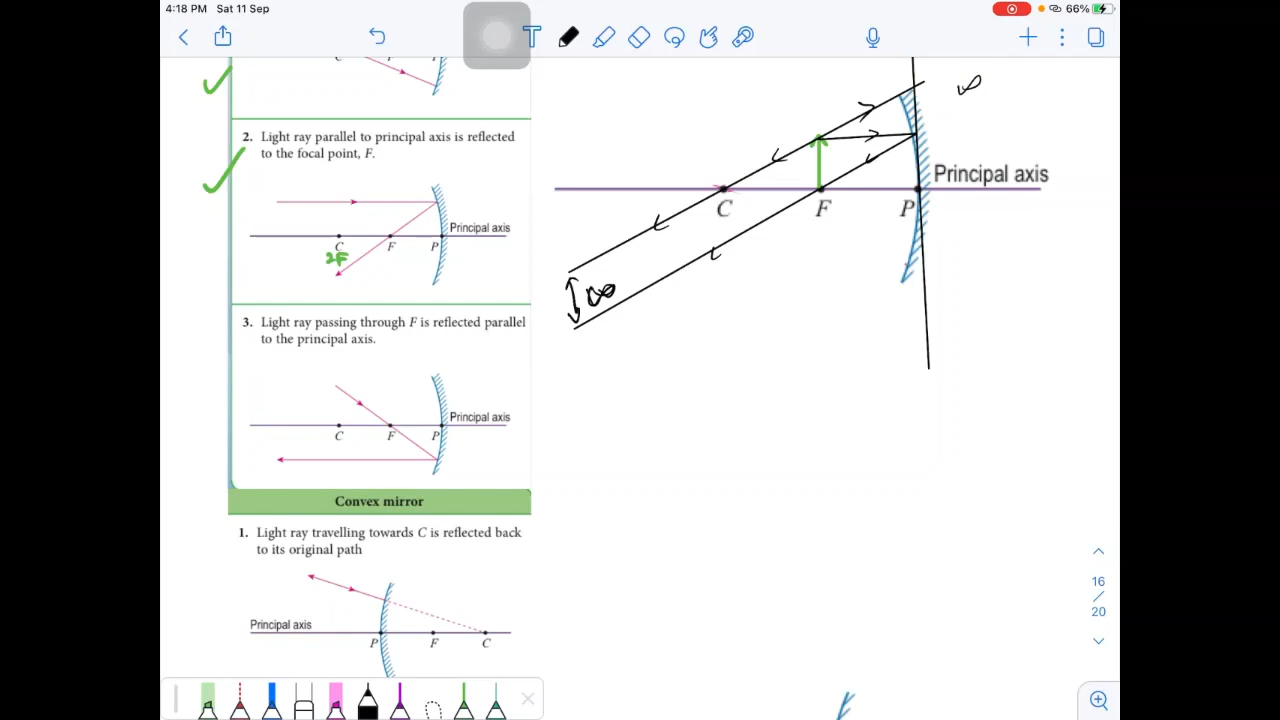 4:18 PM Sat 11 Sep
66%
T
C F P
2. Light ray parallel to principal axis is reflected
to the focal point, F.
Principal axis
C F P
2F
3. Light ray passing through F is reflected parallel
to the principal axis.
Principal axis
C F P
Convex mirror
1. Light ray travelling towards C is reflected back
to its original path
Principal axis
P F C
∞
Principal axis
C F P
∞
16
/
20